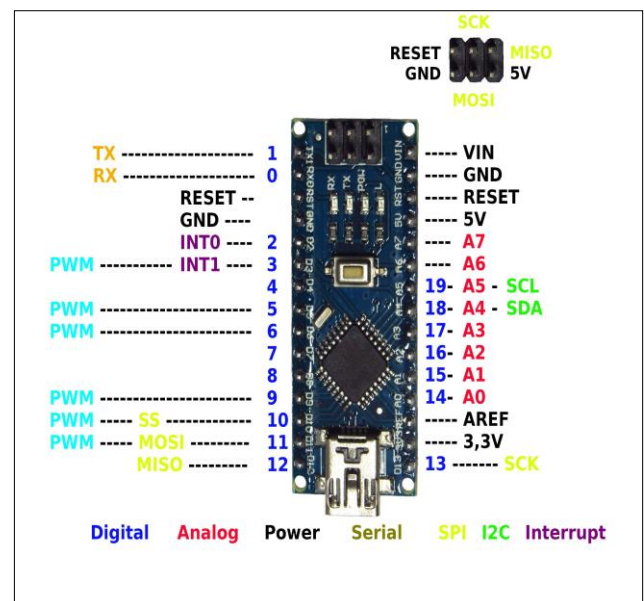 SCK
RESET MISO
GND 5V
MOSI
TX 1 VIN
RX 0 GND
RESET RESET
GND 5V
INT0 2 A7
PWM INT1 3 A6
4 19 A5 SCL
PWM 5 18 A4 SDA
PWM 6 17 A3
7 16 A2
8 15 A1
PWM 9 14 A0
PWM SS 10 AREF
PWM MOSI 11 3,3V
MISO 12 13 SCK
RX TX POW L
Digital Analog Power Serial SPI I2C Interrupt